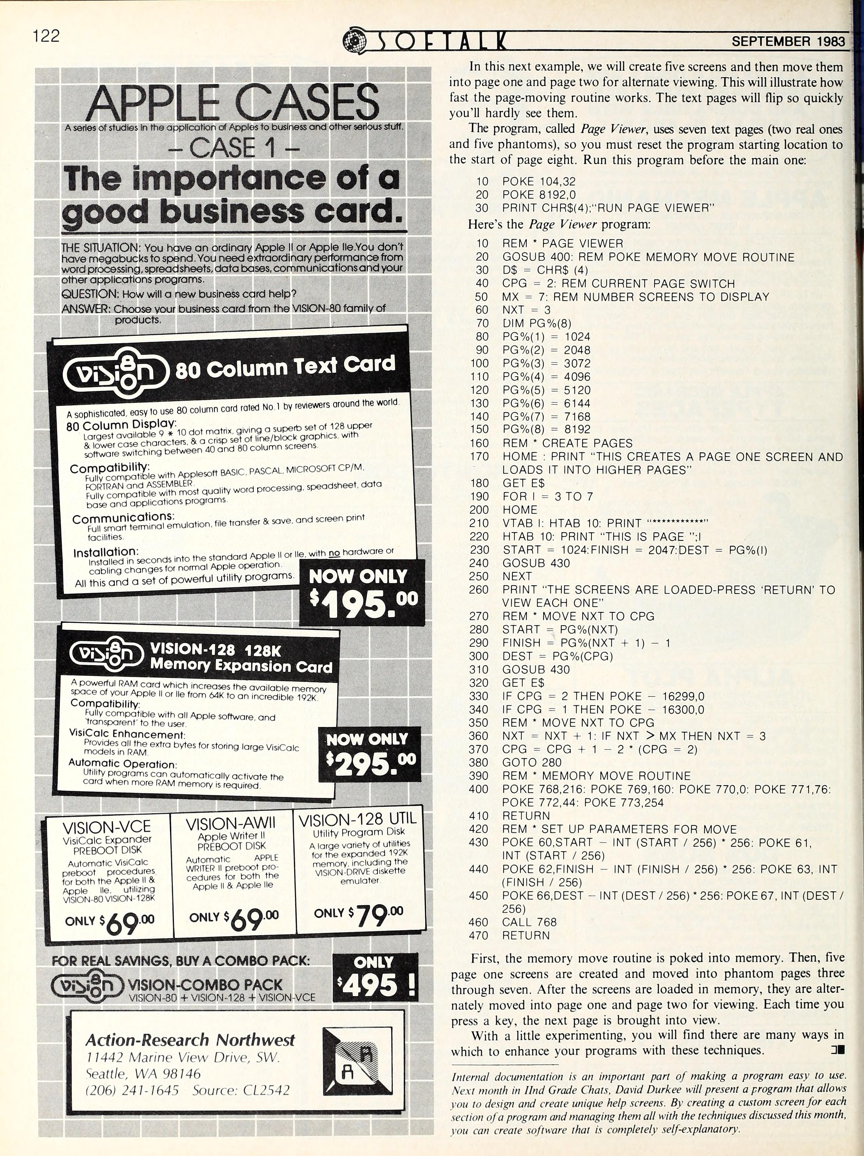 122
SOFTALK
SEPTEMBER 1983
APPLE CASES
A series of studies in the application of Apples to business and other serious stuff.
– CASE 1 –
The importance of a
good business card.
THE SITUATION: You have an ordinary Apple II or Apple IIe.You don't
have megabucks to spend. You need extraordinary performance from
word processing, spreadsheets, data bases, communications and your
other applications programs.
QUESTION: How will a new business card help?
ANSWER: Choose your business card from the VISION-80 family of
products.
Vision 80 80 Column Text Card
A sophisticated, easy to use 80 column card rated No.1 by reviewers around the world.
80 Column Display:
Largest available 9 * 10 dot matrix, giving a superb set of 128 upper
& lower case characters, & a crisp set of line/block graphics, with
software switching between 40 and 80 column screens.
Compatibility:
Fully compatible with Applesoft BASIC, PASCAL, MICROSOFT CP/M,
FORTRAN and ASSEMBLER.
Fully compatible with most quality word processing, speadsheet, data
base and applications programs.
Communications:
Full smart terminal emulation, file transfer & save, and screen print
facilities.
Installation:
Installed in seconds into the standard Apple II or IIe, with no hardware or
cabling changes for normal Apple operation.
All this and a set of powerful utility programs.
NOW ONLY
$195.00
Vision 80 VISION-128 128K
Memory Expansion Card
A powerful RAM card which increases the available memory
space of your Apple II or IIe from 64K to an incredible 192K.
Compatibility:
Fully compatible with all Apple software, and
'transparent' to the user.
VisiCalc Enhancement:
Provides all the extra bytes for storing large VisiCalc
models in RAM.
Automatic Operation:
Utility programs can automatically activate the
card when more RAM memory is required.
NOW ONLY
$295.00
VISION-VCE
VisiCalc Expander
PREBOOT DISK
Automatic VisiCalc
preboot procedures
for both the Apple II &
Apple IIe, utilizing
VISION-80 VISION-128K
ONLY $69.00
VISION-AWII
Apple Writer II
PREBOOT DISK
Automatic APPLE
WRITER II preboot pro-
cedures for both the
Apple II & Apple IIe
ONLY $69.00
VISION-128 UTIL
Utility Program Disk
A large variety of utilities
for the expanded 192K
memory, including the
VISION-DRIVE diskette
emulater.
ONLY $79.00
FOR REAL SAVINGS, BUY A COMBO PACK:
Vision 80 VISION-COMBO PACK
VISION-80 + VISION-128 + VISION-VCE
ONLY
$495 !
Action-Research Northwest
11442 Marine View Drive, SW.
Seattle, WA 98146
(206) 241-1645 Source: CL2542
In this next example, we will create five screens and then move them
into page one and page two for alternate viewing. This will illustrate how
fast the page-moving routine works. The text pages will flip so quickly
you'll hardly see them.
The program, called Page Viewer, uses seven text pages (two real ones
and five phantoms), so you must reset the program starting location to
the start of page eight. Run this program before the main one:
10 POKE 104,32
20 POKE 8192,0
30 PRINT CHR$(4);"RUN PAGE VIEWER"
Here's the Page Viewer program:
10 REM * PAGE VIEWER
20 GOSUB 400: REM POKE MEMORY MOVE ROUTINE
30 D$ = CHR$ (4)
40 CPG = 2: REM CURRENT PAGE SWITCH
50 MX = 7: REM NUMBER SCREENS TO DISPLAY
60 NXT = 3
70 DIM PG%(8)
80 PG%(1) = 1024
90 PG%(2) = 2048
100 PG%(3) = 3072
110 PG%(4) = 4096
120 PG%(5) = 5120
130 PG%(6) = 6144
140 PG%(7) = 7168
150 PG%(8) = 8192
160 REM * CREATE PAGES
170 HOME : PRINT "THIS CREATES A PAGE ONE SCREEN AND
LOADS IT INTO HIGHER PAGES"
180 GET E$
190 FOR I = 3 TO 7
200 HOME
210 VTAB I: HTAB 10: PRINT "***********"
220 HTAB 10: PRINT "THIS IS PAGE ";I
230 START = 1024:FINISH = 2047:DEST = PG%(I)
240 GOSUB 430
250 NEXT
260 PRINT "THE SCREENS ARE LOADED-PRESS 'RETURN' TO
VIEW EACH ONE"
270 REM * MOVE NXT TO CPG
280 START = PG%(NXT)
290 FINISH = PG%(NXT + 1) – 1
300 DEST = PG%(CPG)
310 GOSUB 430
320 GET E$
330 IF CPG = 2 THEN POKE – 16299,0
340 IF CPG = 1 THEN POKE – 16300,0
350 REM * MOVE NXT TO CPG
360 NXT = NXT + 1: IF NXT > MX THEN NXT = 3
370 CPG = CPG + 1 – 2 * (CPG = 2)
380 GOTO 280
390 REM * MEMORY MOVE ROUTINE
400 POKE 768,216: POKE 769,160: POKE 770,0: POKE 771,76:
POKE 772,44: POKE 773,254
410 RETURN
420 REM * SET UP PARAMETERS FOR MOVE
430 POKE 60,START – INT (START / 256) * 256: POKE 61,
INT (START / 256)
440 POKE 62,FINISH – INT (FINISH / 256) * 256: POKE 63, INT
(FINISH / 256)
450 POKE 66,DEST – INT (DEST / 256) * 256: POKE 67, INT (DEST /
256)
460 CALL 768
470 RETURN
First, the memory move routine is poked into memory. Then, five
page one screens are created and moved into phantom pages three
through seven. After the screens are loaded in memory, they are alter-
nately moved into page one and page two for viewing. Each time you
press a key, the next page is brought into view.
With a little experimenting, you will find there are many ways in
which to enhance your programs with these techniques.
Internal documentation is an important part of making a program easy to use.
Next month in IInd Grade Chats, David Durkee will present a program that allows
you to design and create unique help screens. By creating a custom screen for each
section of a program and managing them all with the techniques discussed this month,
you can create software that is completely self-explanatory.